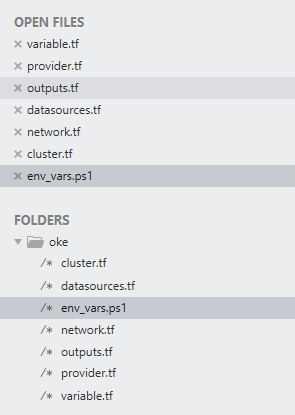 OPEN FILES
× variable.tf
× provider.tf
× outputs.tf
× datasources.tf
× network.tf
× cluster.tf
× env_vars.ps1
FOLDERS
oke
/* cluster.tf
/* datasources.tf
/* env_vars.ps1
/* network.tf
/* outputs.tf
/* provider.tf
/* variable.tf